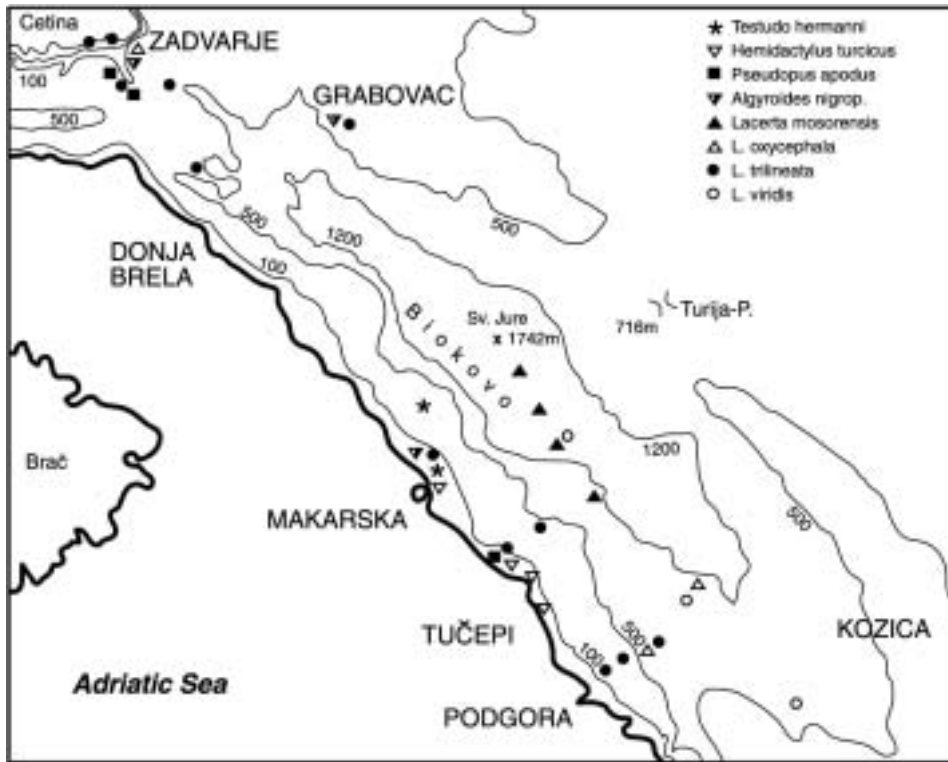 Cetina
ZADVARJE
100
500
GRABOVAC
Testudo hermanni
Hemidactylus turcicus
Pseudopus apodus
Algyroides nigrop.
Lacerta mosorensis
L. oxycephala
L. trilineata
L. viridis
500
500
1200
100
DONJA
BRELA
Biokovo
Sv. Jure
x 1742m
Turija-P.
716m
Brač
1200
500
MAKARSKA
TUČEPI
500
100
KOZICA
Adriatic Sea
PODGORA